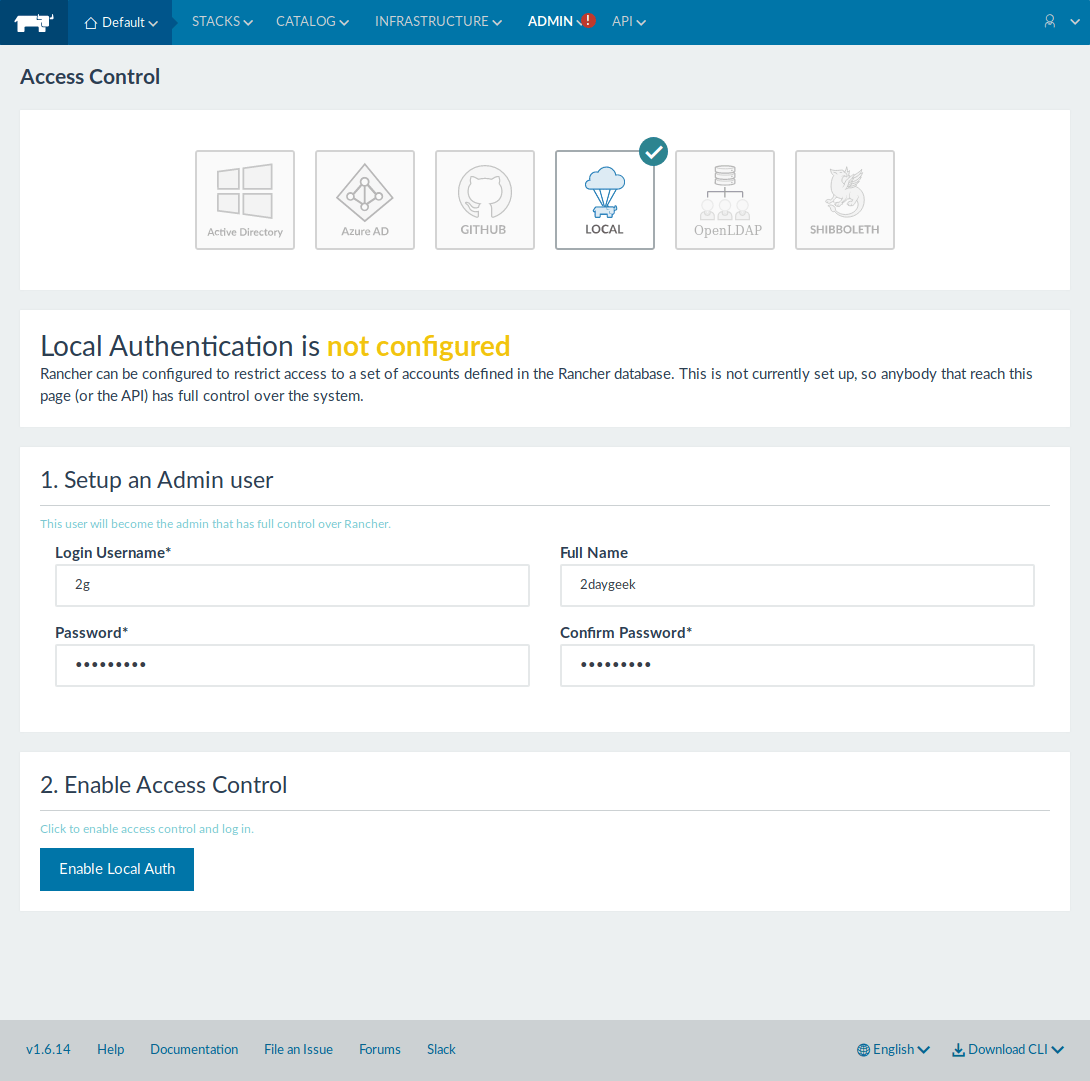 Default STACKS CATALOG INFRASTRUCTURE ADMIN ! API
Access Control
Active Directory Azure AD GITHUB LOCAL OpenLDAP SHIBBOLETH
Local Authentication is not configured
Rancher can be configured to restrict access to a set of accounts defined in the Rancher database. This is not currently set up, so anybody that reach this
page (or the API) has full control over the system.
1. Setup an Admin user
This user will become the admin that has full control over Rancher.
Login Username* Full Name
2g 2daygeek
Password* Confirm Password*
••••••••• •••••••••
2. Enable Access Control
Click to enable access control and log in.
Enable Local Auth
v1.6.14 Help Documentation File an Issue Forums Slack English Download CLI